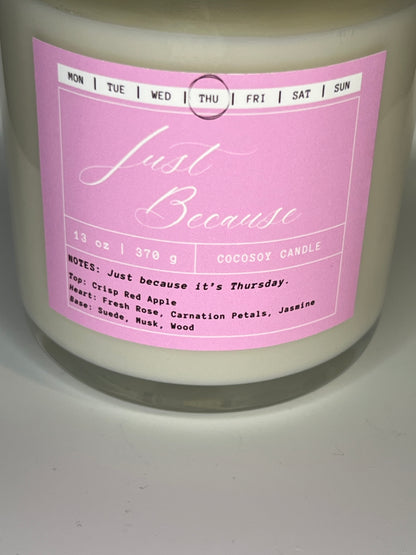 MON | TUE | WED | THU | FRI | SAT | SUN
Just
Because
13 oz | 370 g
COCOSOY CANDLE
NOTES: Just because it's Thursday.
Top: Crisp Red Apple
Heart: Fresh Rose, Carnation Petals, Jasmine
Base: Suede, Musk, Wood